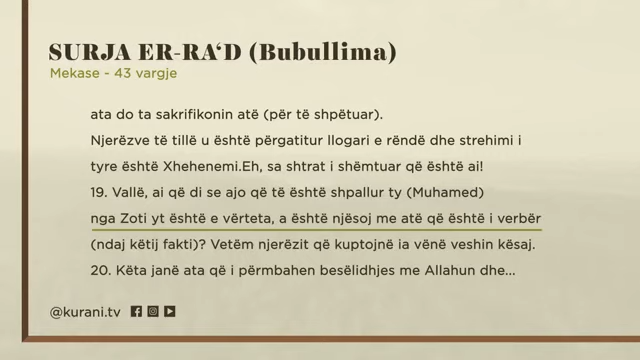 SURJA ER-RA‘D (Bubullima)
Mekase - 43 vargje
ata do ta sakrifikonin atë (për të shpëtuar).
Njerëzve të tillë u është përgatitur llogari e rëndë dhe strehimi i
tyre është Xhehenemi.Eh, sa shtrat i shëmtuar që është ai!
19. Vallë, ai që di se ajo që të është shpallur ty (Muhamed)
nga Zoti yt është e vërteta, a është njësoj me atë që është i verbër
(ndaj këtij fakti)? Vetëm njerëzit që kuptojnë ia vënë veshin kësaj.
20. Këta janë ata që i përmbahen besëlidhjes me Allahun dhe...
@kurani.tv